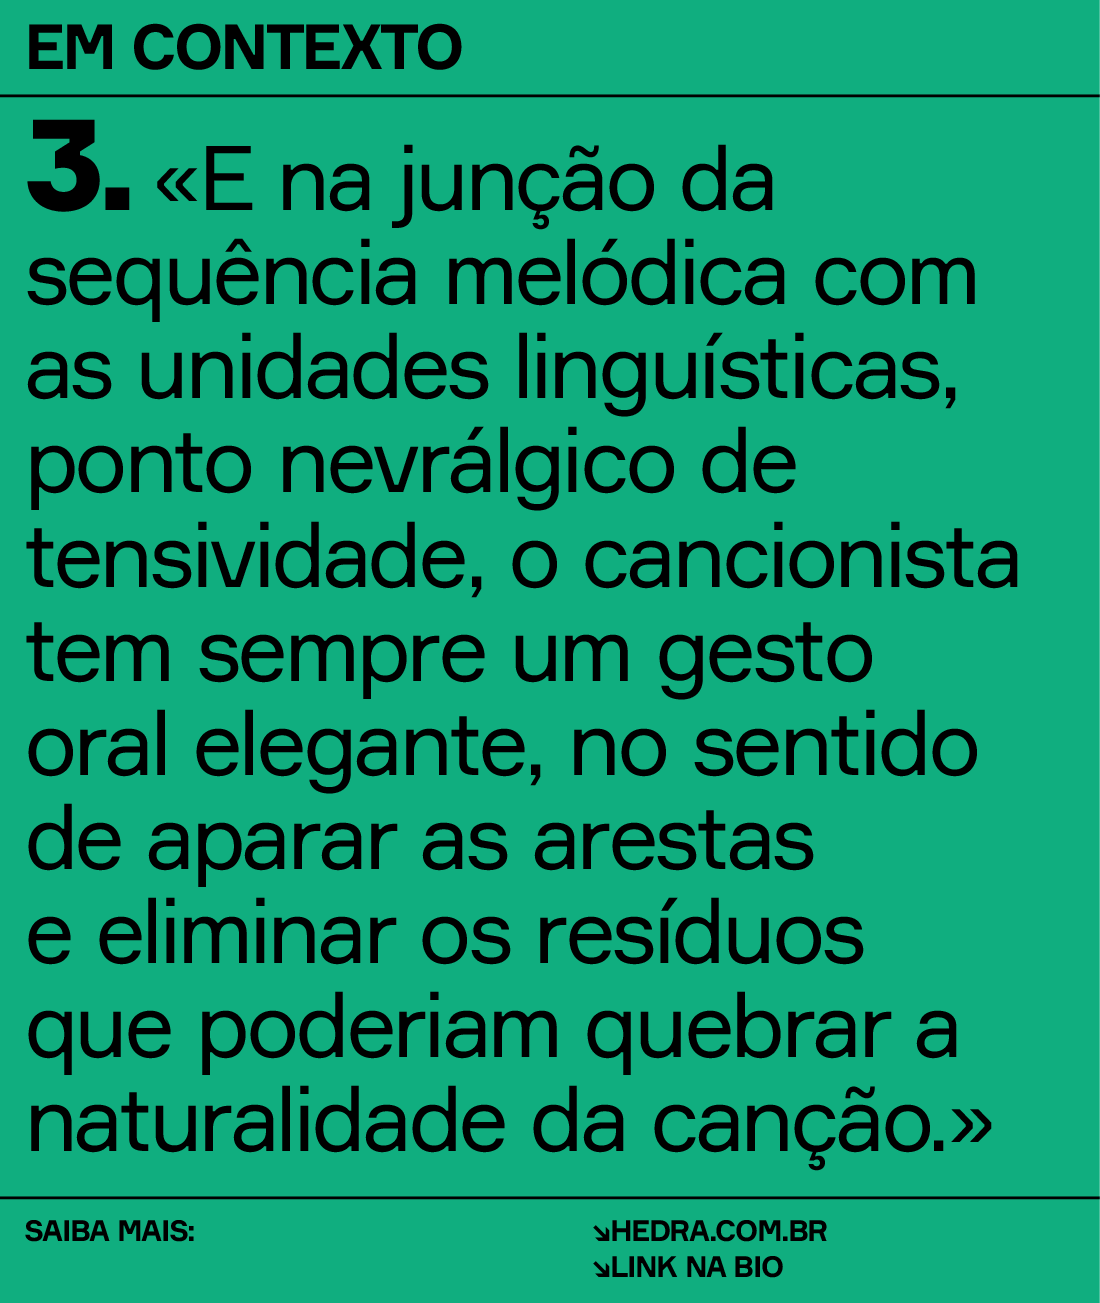 EM CONTEXTO
3. «E na junção da
sequência melódica com
as unidades linguísticas,
ponto nevrálgico de
tensividade, o cancionista
tem sempre um gesto
oral elegante, no sentido
de aparar as arestas
e eliminar os resíduos
que poderiam quebrar a
naturalidade da canção.»
SAIBA MAIS:
↘HEDRA.COM.BR
↘LINK NA BIO